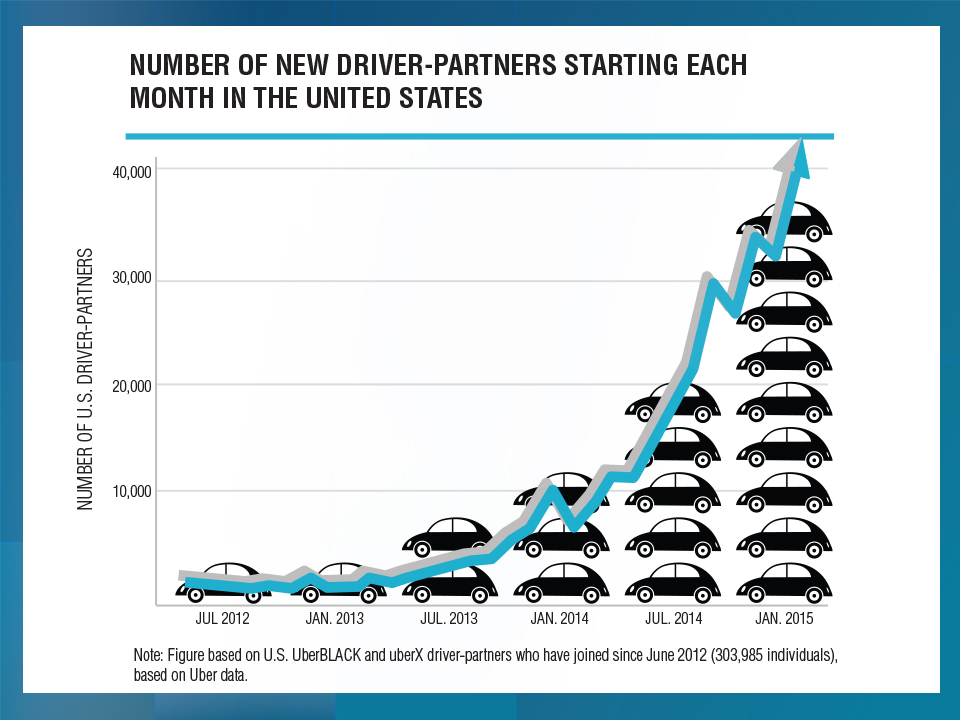 NUMBER OF NEW DRIVER-PARTNERS STARTING EACH
MONTH IN THE UNITED STATES
NUMBER OF U.S. DRIVER-PARTNERS
40,000
30,000
20,000
10,000
JUL 2012
JAN. 2013
JUL. 2013
JAN. 2014
JUL. 2014
JAN. 2015
Note: Figure based on U.S. UberBLACK and uberX driver-partners who have joined since June 2012 (303,985 individuals),
based on Uber data.